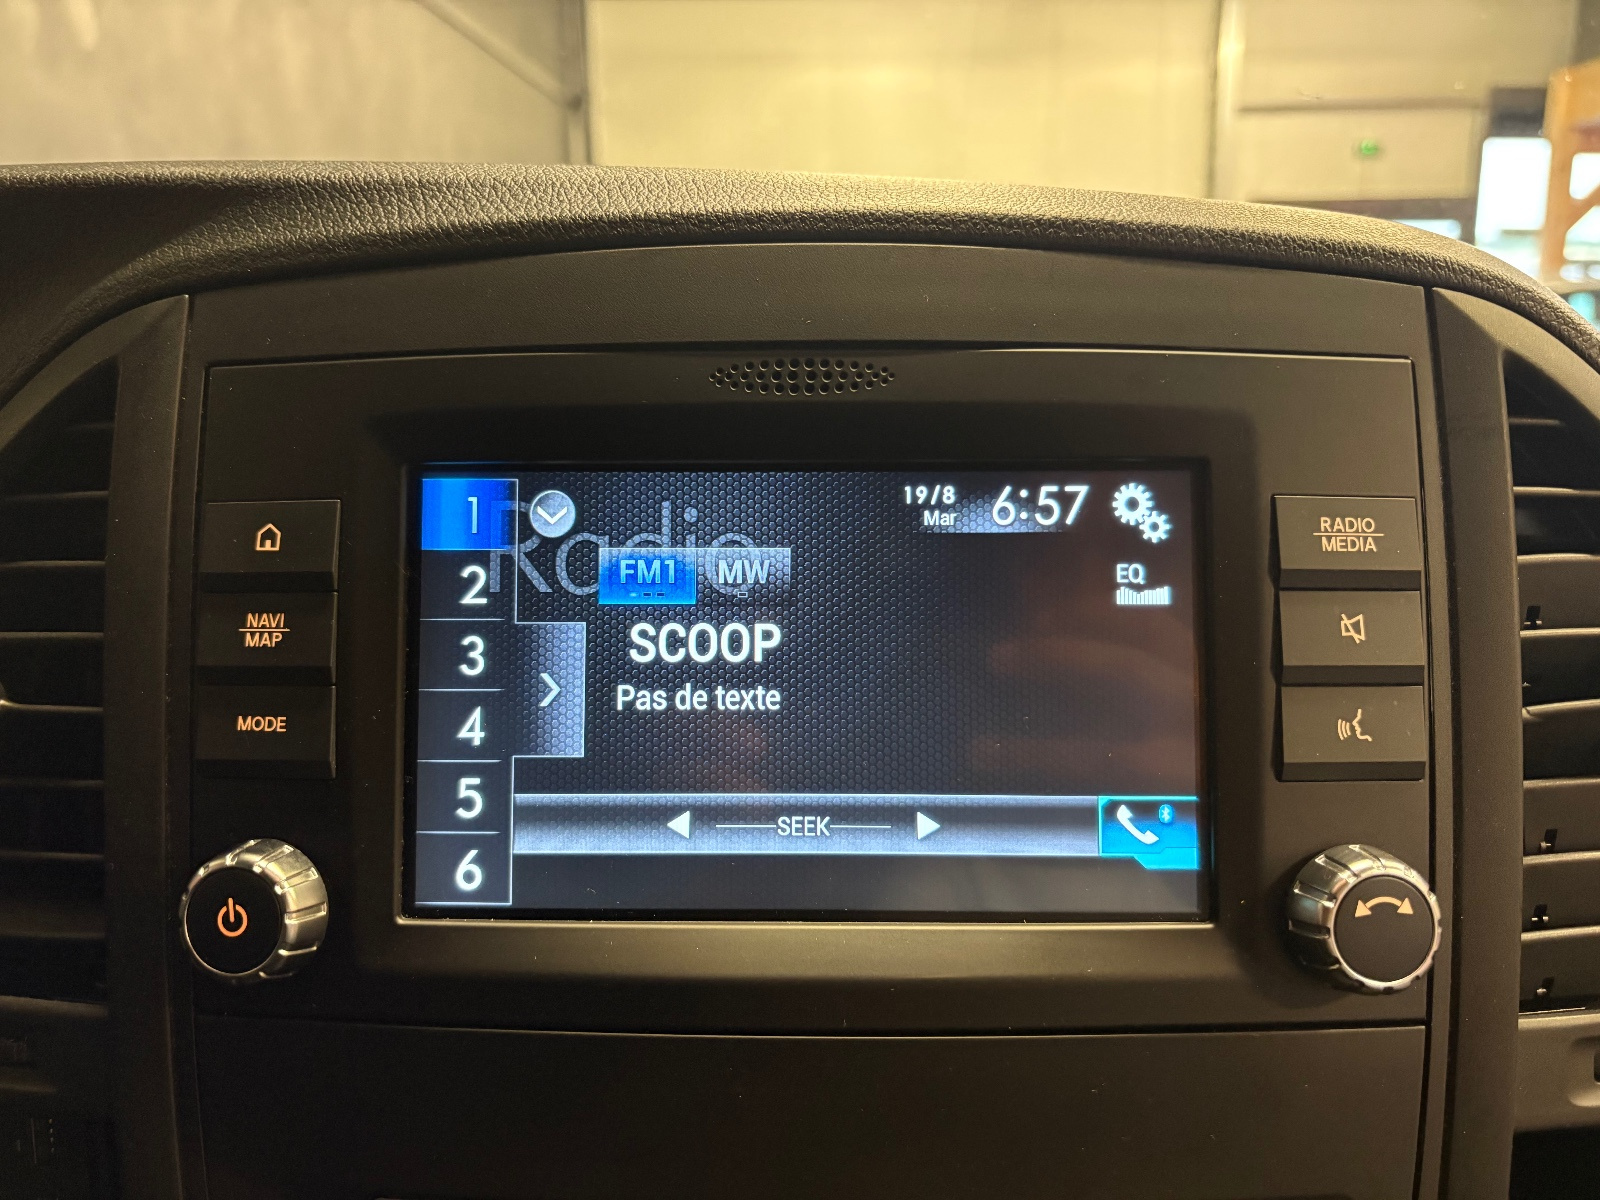 1
Radio
19/8
Mar
6:57
2
FM1
MW
EQ
3
SCOOP
Pas de texte
4
5
SEEK
6
NAVI
MAP
MODE
RADIO
MEDIA